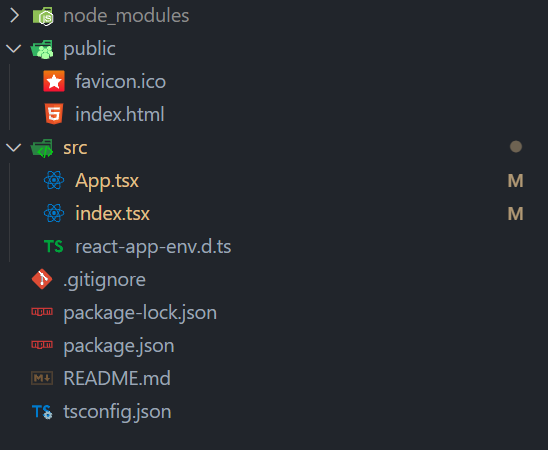 node_modules
public
favicon.ico
index.html
src
App.tsx M
index.tsx M
TS react-app-env.d.ts
.gitignore
package-lock.json
package.json
README.md
TS tsconfig.json